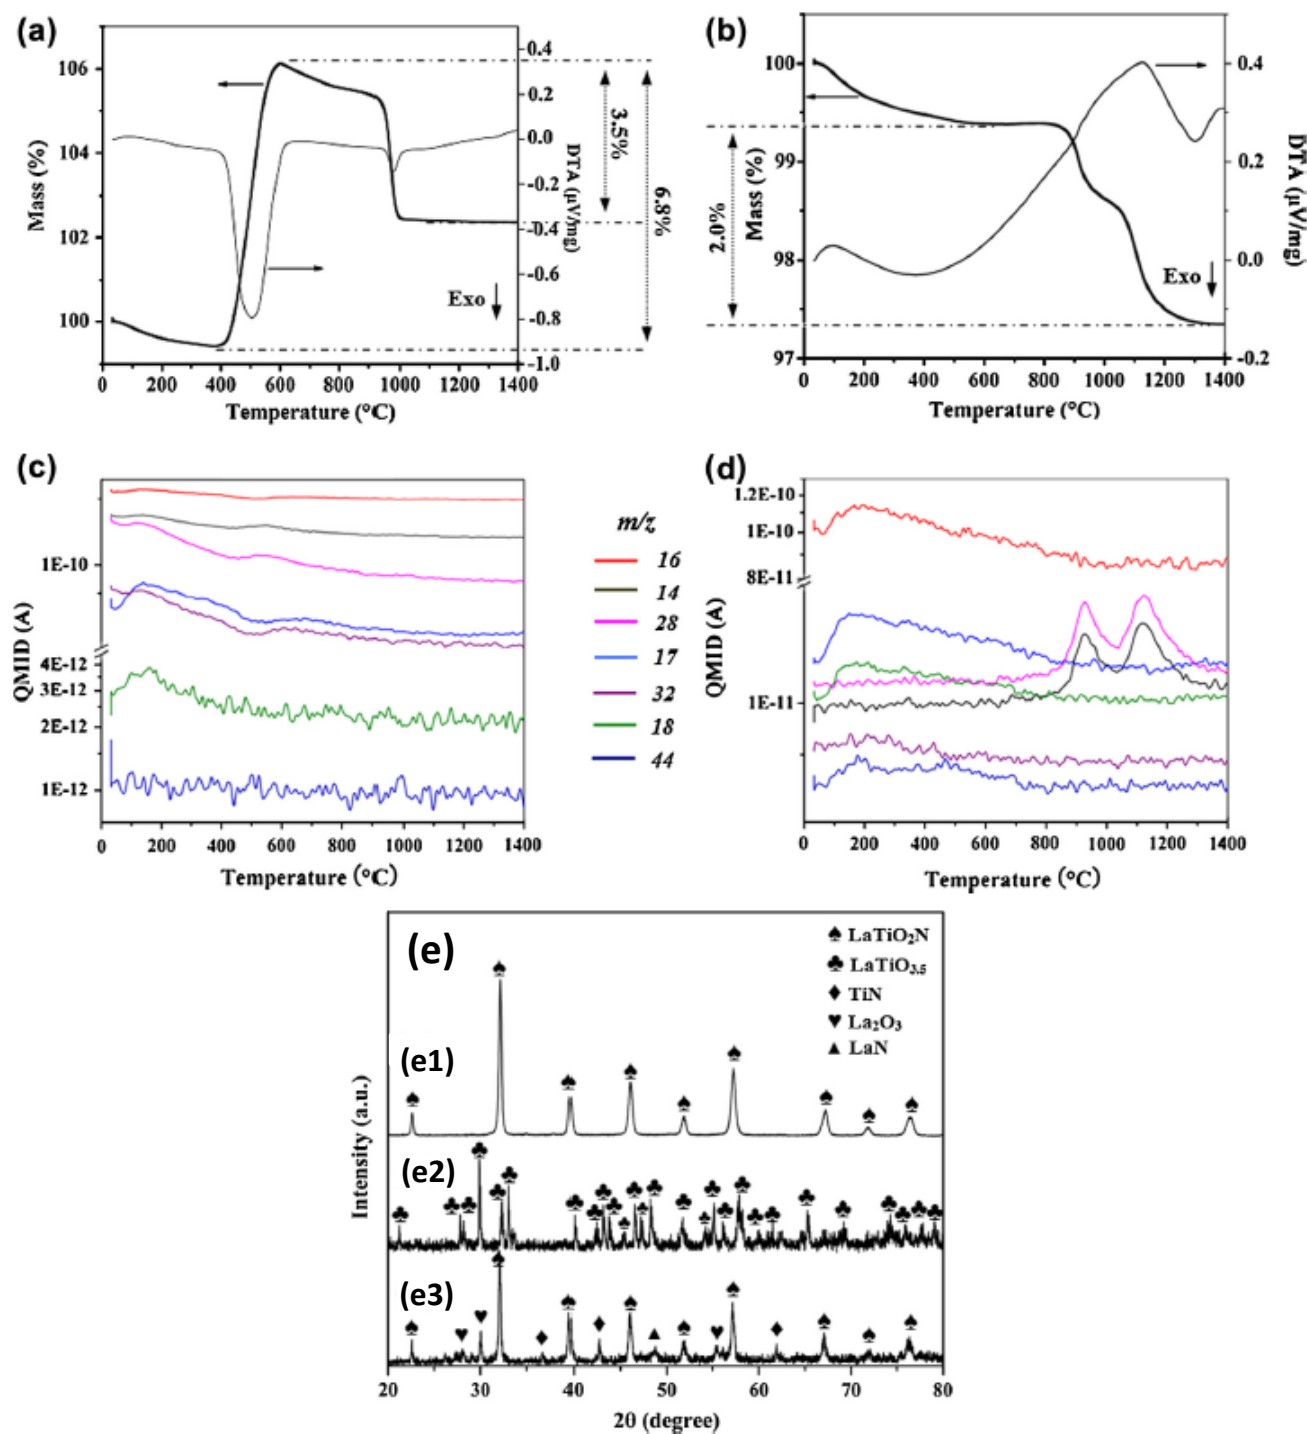 (a)
106
104
102
100
Mass (%)
0.4
0.2
0.0
-0.2
-0.4
-0.6
-0.8
-1.0
DTA (μV/mg)
3.5%
6.8%
Exo
0 200 400 600 800 1000 1200 1400
Temperature (°C)
(b)
100
99
98
97
Mass (%)
2.0%
0.4
0.2
0.0
-0.2
DTA (μV/mg)
Exo
0 200 400 600 800 1000 1200 1400
Temperature (°C)
(c)
1E-10
4E-12
3E-12
2E-12
1E-12
QMID (A)
0 200 400 600 800 1000 1200 1400
Temperature (°C)
m/z
16
14
28
17
32
18
44
(d)
1.2E-10
1E-10
8E-11
1E-11
QMID (A)
0 200 400 600 800 1000 1200 1400
Temperature (°C)
(e)
♠ LaTiO₂N
♣ LaTiO₃.₅
♦ TiN
♥ La₂O₃
▲ LaN
(e1)
(e2)
(e3)
Intensity (a.u.)
20 30 40 50 60 70 80
2θ (degree)